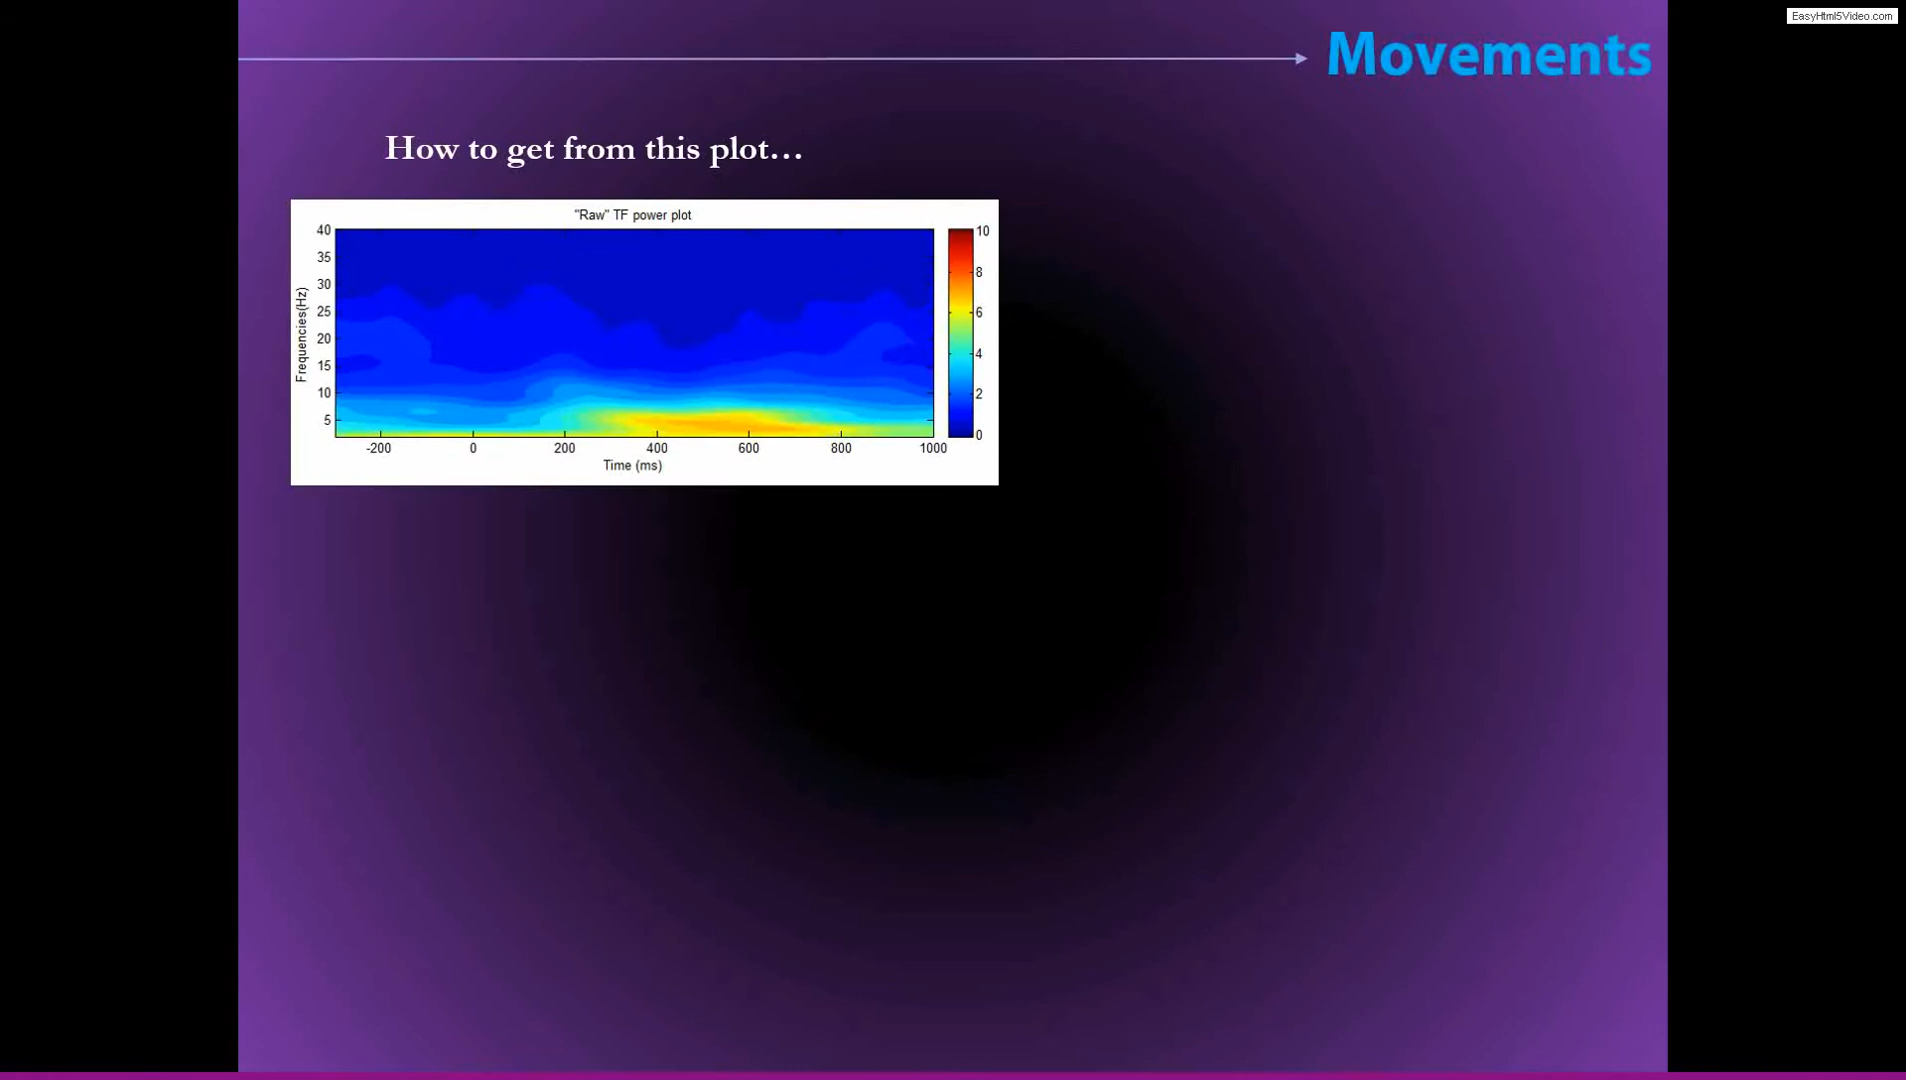 EasyHtml5Video.com
Movements
How to get from this plot...
"Raw" TF power plot
40
35
30
25
20
15
10
5
Frequencies(Hz)
-200 0 200 400 600 800 1000
Time (ms)
10
8
6
4
2
0